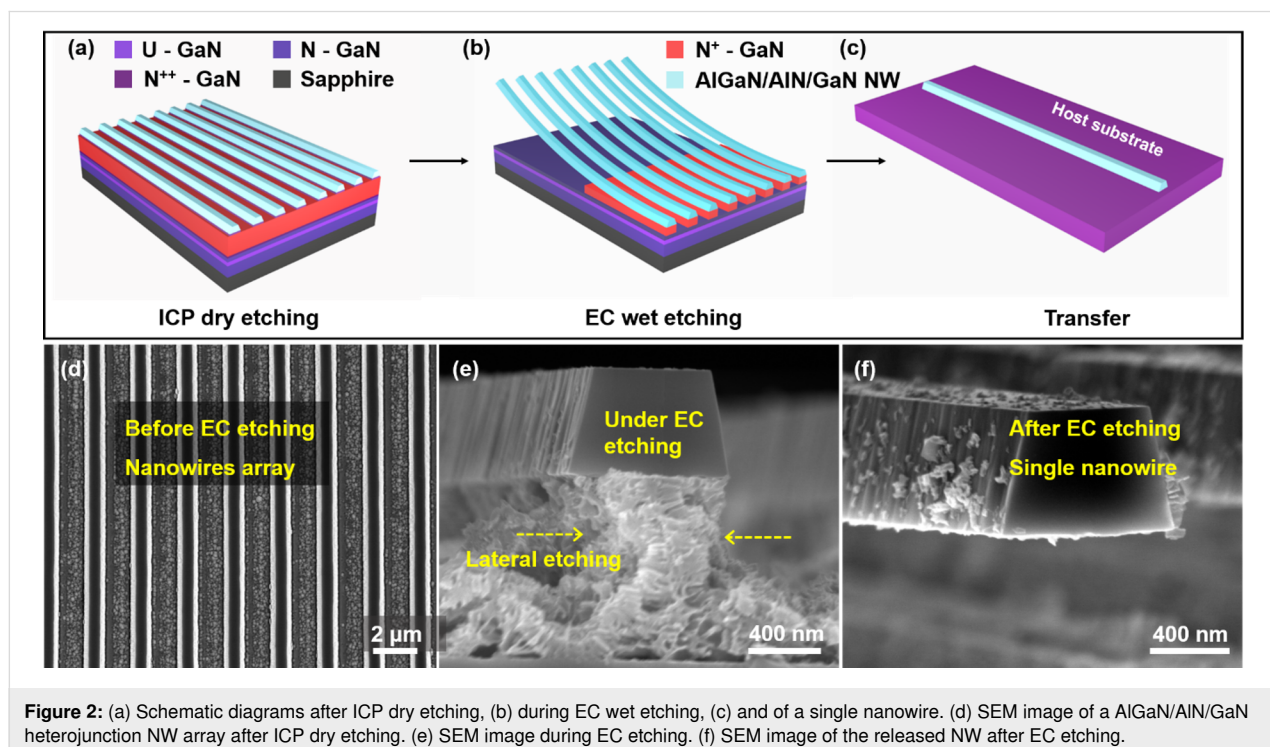 (a)
U - GaN
N - GaN
N++ - GaN
Sapphire
(b)
N+ - GaN
AlGaN/AlN/GaN NW
(c)
Host substrate
ICP dry etching
EC wet etching
Transfer
(d)
Before EC etching
Nanowires array
2 µm
(e)
Under EC
etching
Lateral etching
400 nm
(f)
After EC etching
Single nanowire
400 nm
Figure 2: (a) Schematic diagrams after ICP dry etching, (b) during EC wet etching, (c) and of a single nanowire. (d) SEM image of a AlGaN/AlN/GaN
heterojunction NW array after ICP dry etching. (e) SEM image during EC etching. (f) SEM image of the released NW after EC etching.